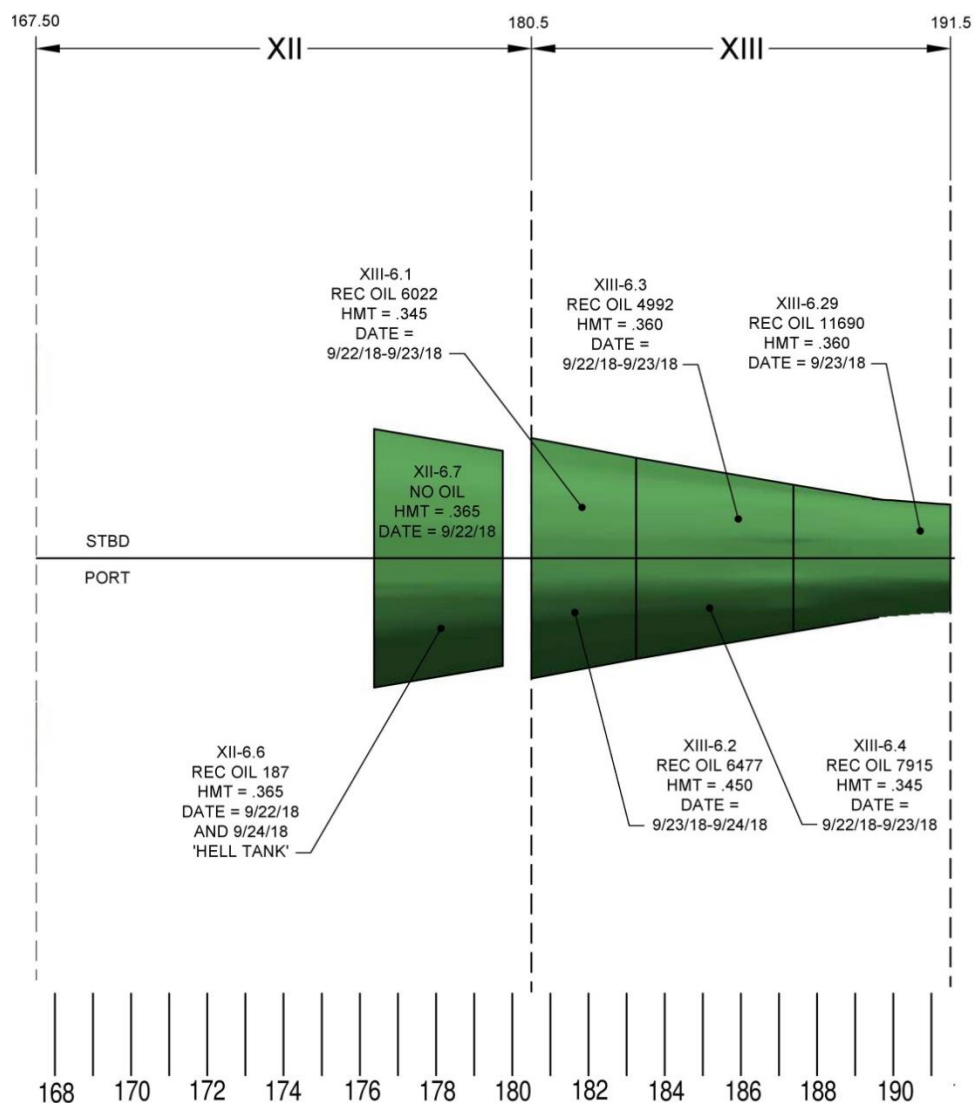 167.50
180.5
191.5
XII
XIII
XIII-6.1
REC OIL 6022
HMT = .345
DATE =
9/22/18-9/23/18
XIII-6.3
REC OIL 4992
HMT = .360
DATE =
9/22/18-9/23/18
XIII-6.29
REC OIL 11690
HMT = .360
DATE = 9/23/18
XII-6.7
NO OIL
HMT = .365
DATE = 9/22/18
STBD
PORT
XII-6.6
REC OIL 187
HMT = .365
DATE = 9/22/18
AND 9/24/18
'HELL TANK'
XIII-6.2
REC OIL 6477
HMT = .450
DATE =
9/23/18-9/24/18
XIII-6.4
REC OIL 7915
HMT = .345
DATE =
9/22/18-9/23/18
168 170 172 174 176 178 180 182 184 186 188 190